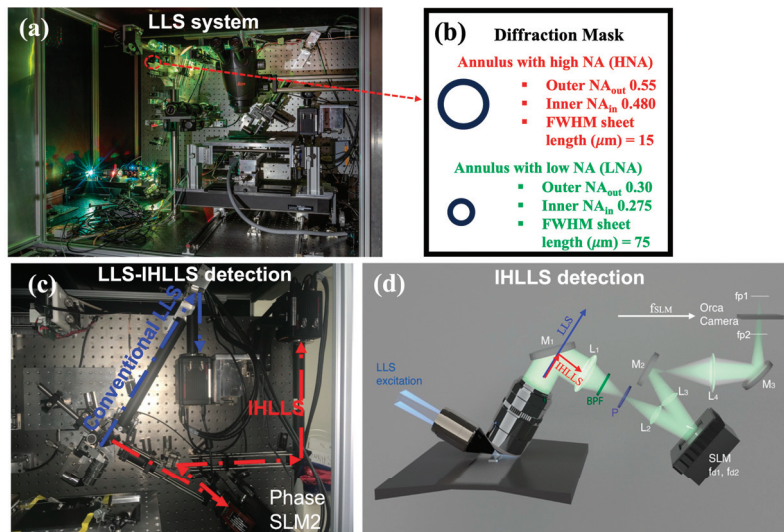 (a)
LLS system
(b)
Diffraction Mask
Annulus with high NA (HNA)
▪ Outer NAout 0.55
▪ Inner NAin 0.480
▪ FWHM sheet
length (μm) = 15
Annulus with low NA (LNA)
▪ Outer NAout 0.30
▪ Inner NAin 0.275
▪ FWHM sheet
length (μm) = 75
(c)
LLS-IHLLS detection
Conventional LLS
IHLLS
Phase
SLM2
(d)
IHLLS detection
LLS
excitation
M1
LLS
IHLLS
L1
BPF
P
fSLM
fp1
Orca
Camera
fp2
M2
M3
L2
L3
L4
SLM
fd1, fd2